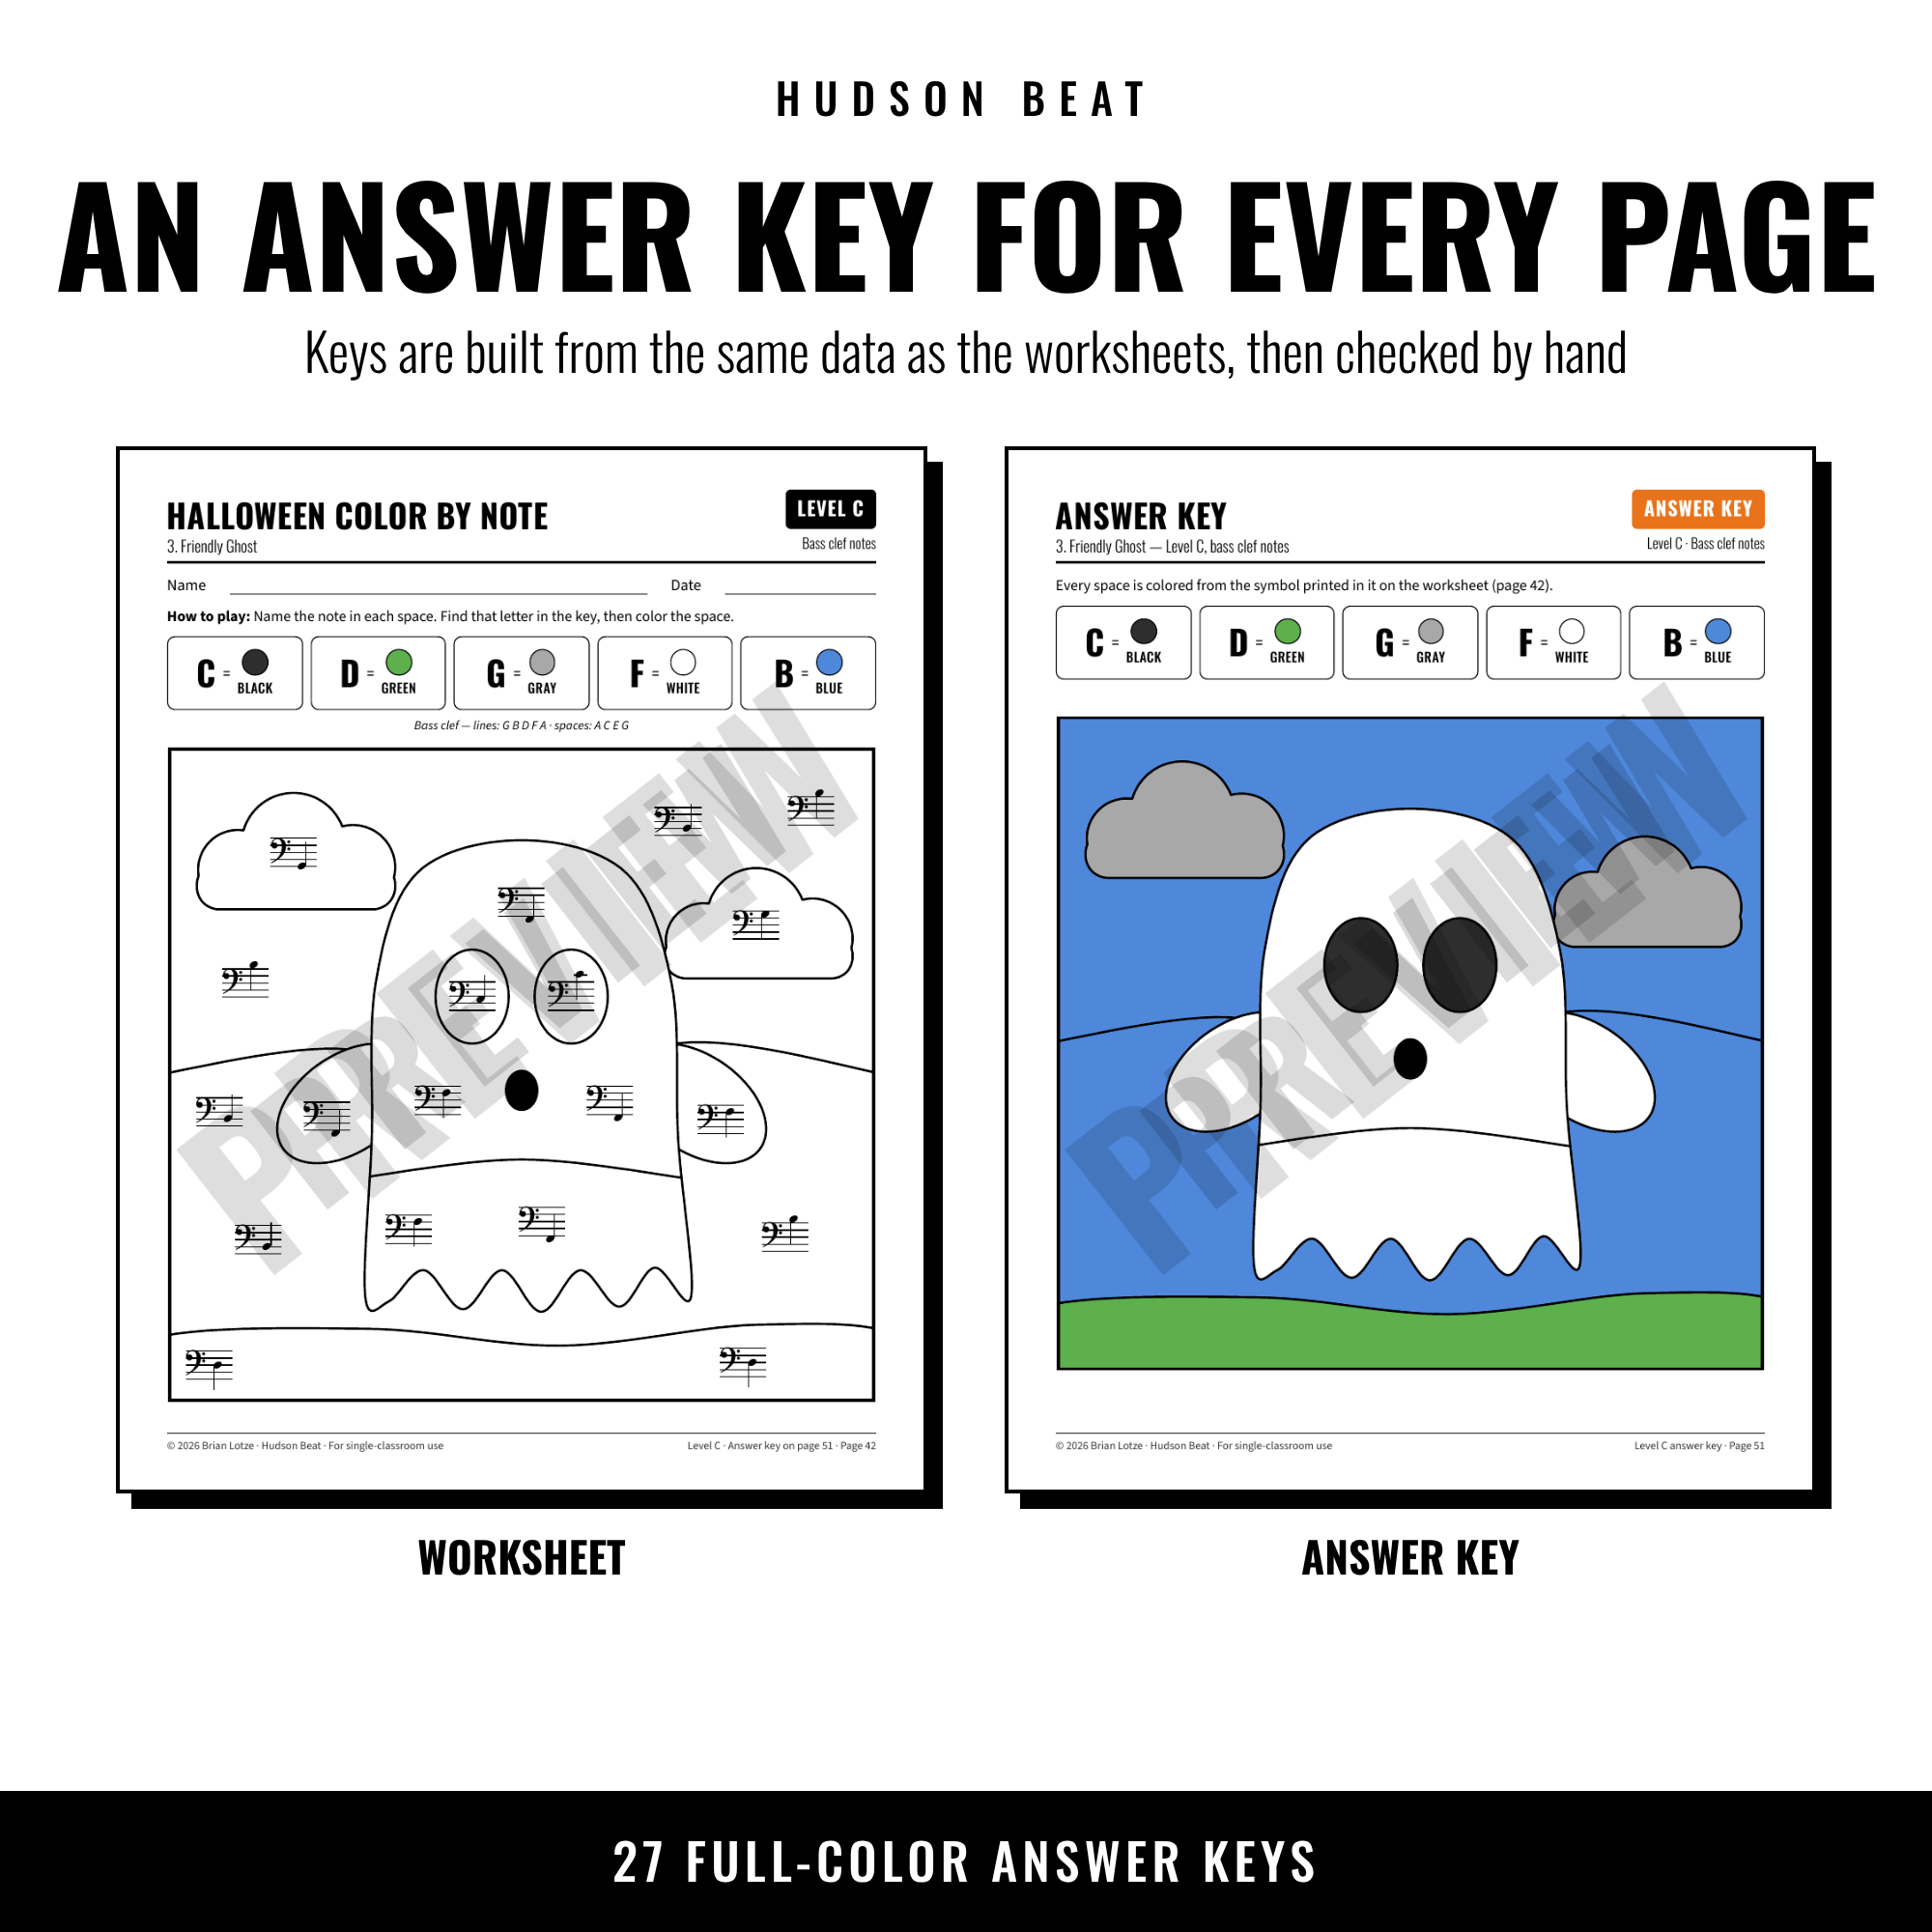 HUDSON BEAT
AN ANSWER KEY FOR EVERY PAGE
Keys are built from the same data as the worksheets, then checked by hand
HALLOWEEN COLOR BY NOTE
LEVEL C
3. Friendly Ghost
Bass clef notes
Name
Date
How to play: Name the note in each space. Find that letter in the key, then color the space.
C = BLACK
D = GREEN
G = GRAY
F = WHITE
B = BLUE
Bass clef — lines: G B D F A · spaces: A C E G
PREVIEW
© 2026 Brian Lotze · Hudson Beat · For single-classroom use
Level C · Answer key on page 51 · Page 42
WORKSHEET
ANSWER KEY
ANSWER KEY
3. Friendly Ghost — Level C, bass clef notes
Level C · Bass clef notes
Every space is colored from the symbol printed in it on the worksheet (page 42).
C = BLACK
D = GREEN
G = GRAY
F = WHITE
B = BLUE
PREVIEW
© 2026 Brian Lotze · Hudson Beat · For single-classroom use
Level C answer key · Page 51
ANSWER KEY
27 FULL-COLOR ANSWER KEYS